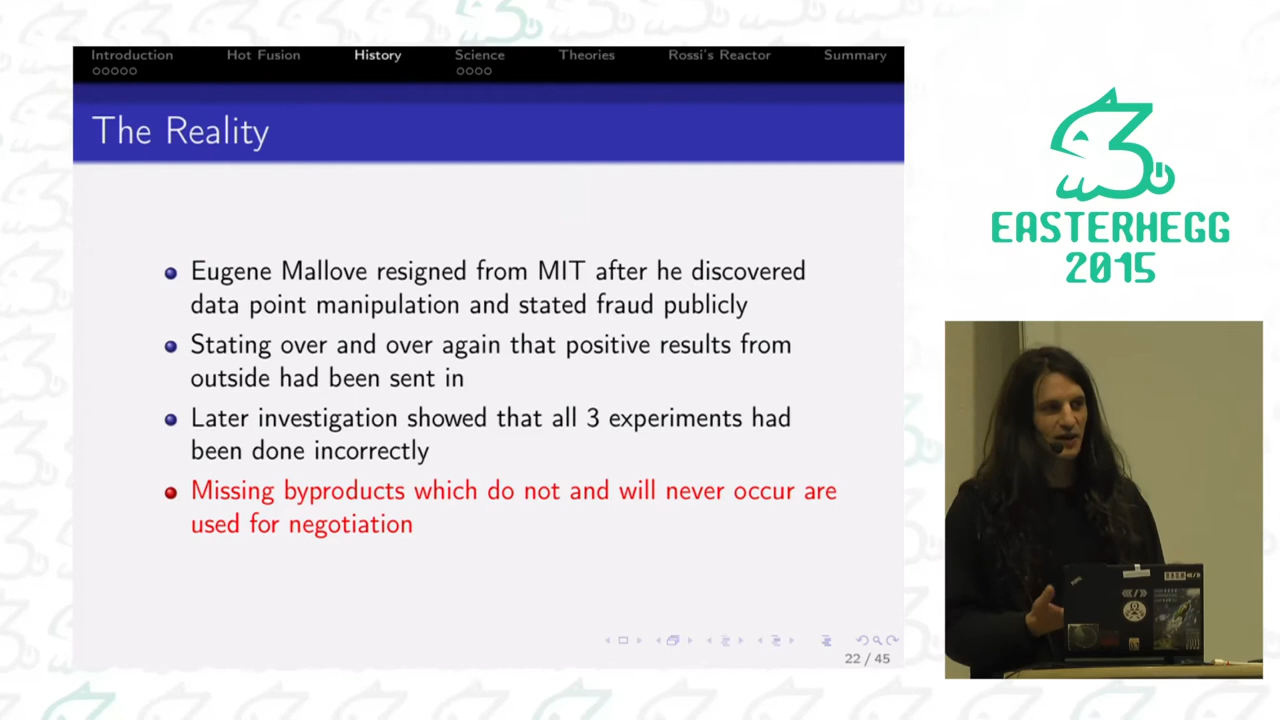 Introduction Hot Fusion History Science Theories Rossi's Reactor Summary
The Reality
Eugene Mallove resigned from MIT after he discovered
data point manipulation and stated fraud publicly
Stating over and over again that positive results from
outside had been sent in
Later investigation showed that all 3 experiments had
been done incorrectly
Missing byproducts which do not and will never occur are
used for negotiation
22 / 45
EASTERHEGG
2015